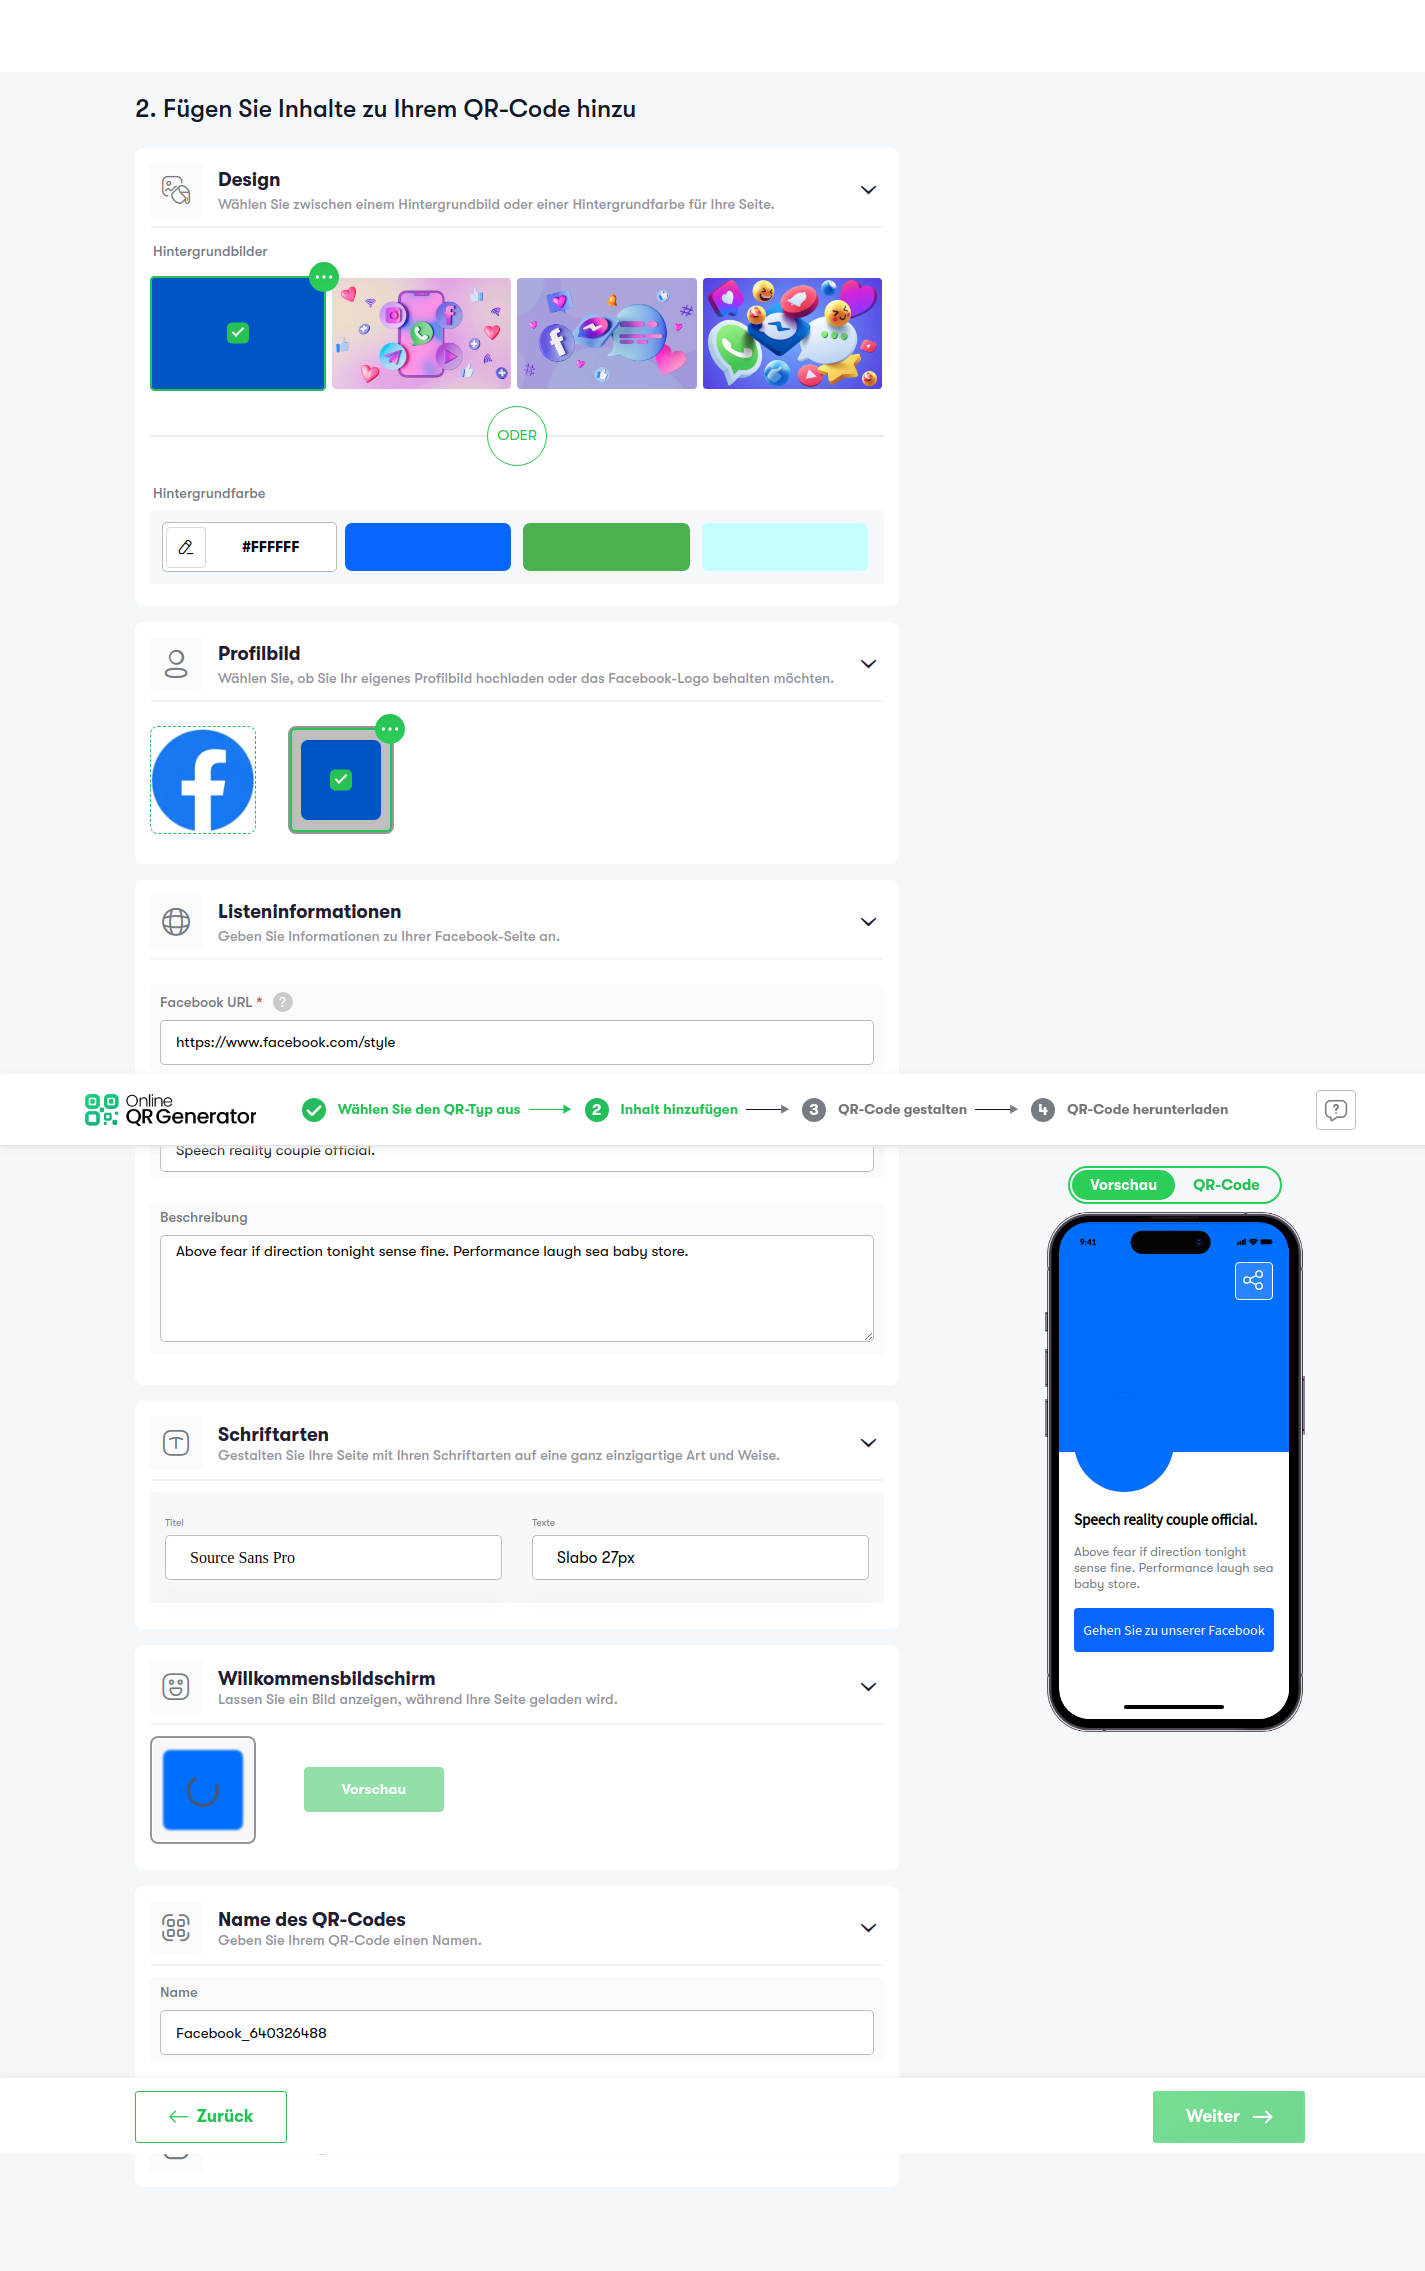 2. Fügen Sie Inhalte zu Ihrem QR-Code hinzu
Design
Wählen Sie zwischen einem Hintergrundbild oder einer Hintergrundfarbe für Ihre Seite.
Hintergrundbilder
ODER
Hintergrundfarbe
#FFFFFF
Profilbild
Wählen Sie, ob Sie Ihr eigenes Profilbild hochladen oder das Facebook-Logo behalten möchten.
Listeninformationen
Geben Sie Informationen zu Ihrer Facebook-Seite an.
Facebook URL * ?
https://www.facebook.com/style
Online
QR Generator
Wählen Sie den QR-Typ aus
2 Inhalt hinzufügen
3 QR-Code gestalten
4 QR-Code herunterladen
Speech reality couple official.
Beschreibung
Above fear if direction tonight sense fine. Performance laugh sea baby store.
Schriftarten
Gestalten Sie Ihre Seite mit Ihren Schriftarten auf eine ganz einzigartige Art und Weise.
Titel
Source Sans Pro
Texte
Slabo 27px
Willkommensbildschirm
Lassen Sie ein Bild anzeigen, während Ihre Seite geladen wird.
Vorschau
Name des QR-Codes
Geben Sie Ihrem QR-Code einen Namen.
Name
Facebook_640326488
Vorschau
QR-Code
9:41
Speech reality couple official.
Above fear if direction tonight
sense fine. Performance laugh sea
baby store.
Gehen Sie zu unserer Facebook
Zurück
Weiter